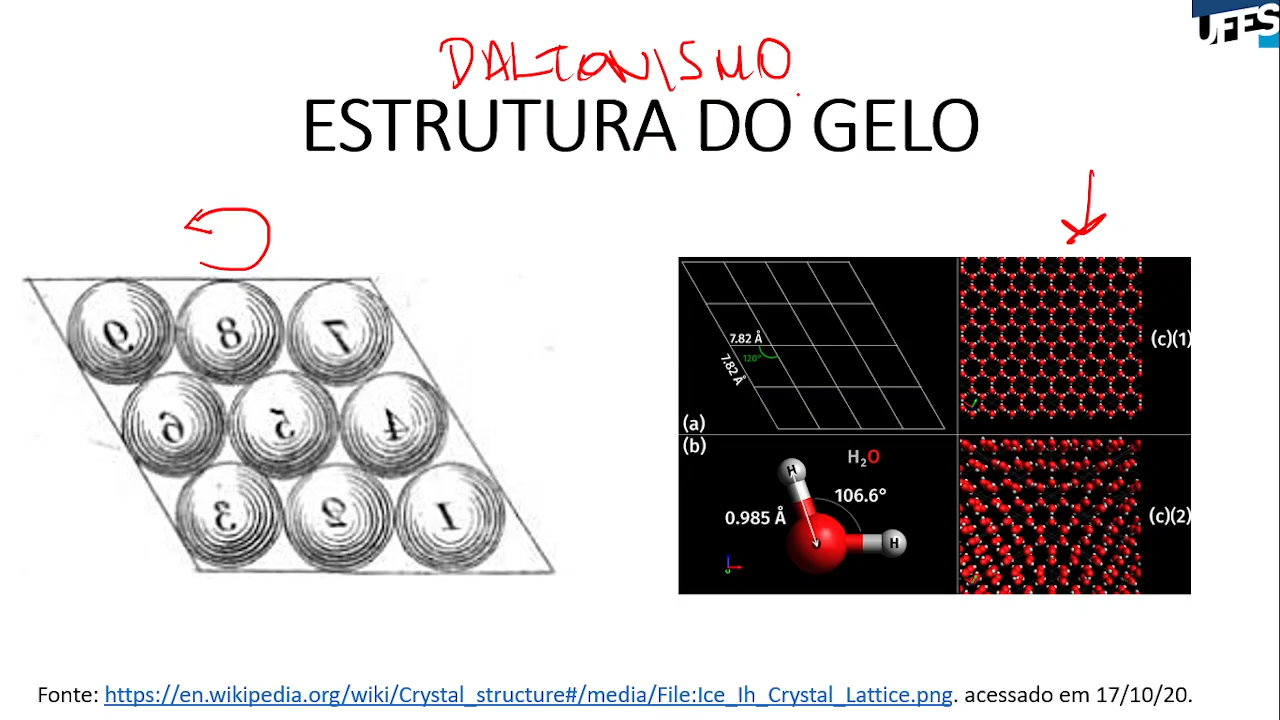 UFES
DALTONISMO
ESTRUTURA DO GELO
9 8 7
6 5 4
3 2 1
7.82 Å
120°
7.82 Å
(a)
(c)(1)
(b)
H₂O
H
106.6°
0.985 Å
H
(c)(2)
Fonte: https://en.wikipedia.org/wiki/Crystal_structure#/media/File:Ice_Ih_Crystal_Lattice.png. acessado em 17/10/20.